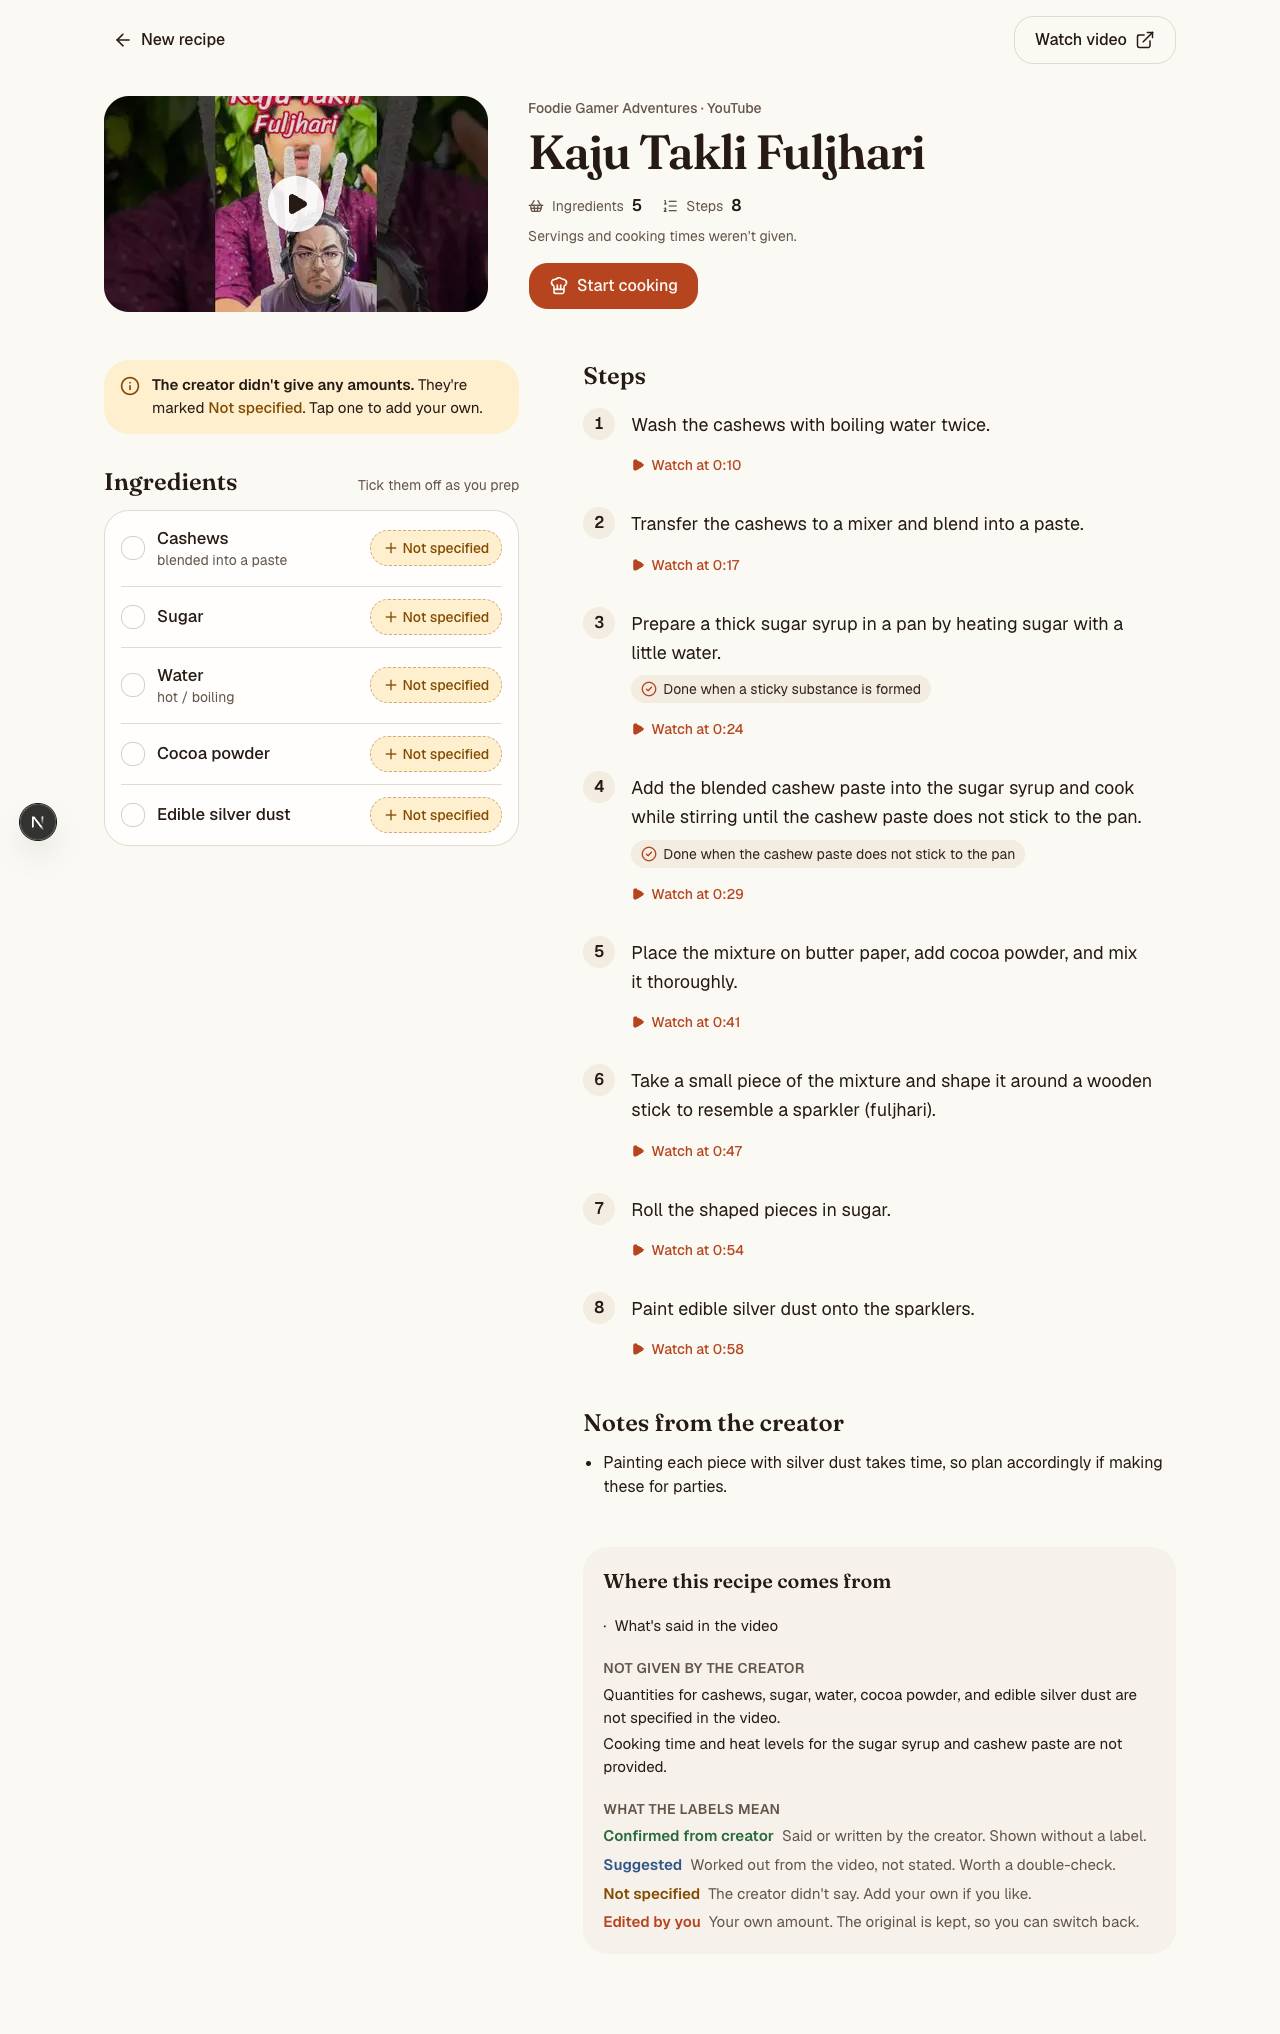 New recipe
Watch video
Kaju Takli
Fuljhari
Foodie Gamer Adventures · YouTube
Kaju Takli Fuljhari
Ingredients 5 Steps 8
Servings and cooking times weren't given.
Start cooking
The creator didn't give any amounts. They're
marked Not specified. Tap one to add your own.
Ingredients
Tick them off as you prep
Cashews
blended into a paste
+ Not specified
Sugar
+ Not specified
Water
hot / boiling
+ Not specified
Cocoa powder
+ Not specified
Edible silver dust
+ Not specified
N
Steps
1 Wash the cashews with boiling water twice.
Watch at 0:10
2 Transfer the cashews to a mixer and blend into a paste.
Watch at 0:17
3 Prepare a thick sugar syrup in a pan by heating sugar with a
little water.
Done when a sticky substance is formed
Watch at 0:24
4 Add the blended cashew paste into the sugar syrup and cook
while stirring until the cashew paste does not stick to the pan.
Done when the cashew paste does not stick to the pan
Watch at 0:29
5 Place the mixture on butter paper, add cocoa powder, and mix
it thoroughly.
Watch at 0:41
6 Take a small piece of the mixture and shape it around a wooden
stick to resemble a sparkler (fuljhari).
Watch at 0:47
7 Roll the shaped pieces in sugar.
Watch at 0:54
8 Paint edible silver dust onto the sparklers.
Watch at 0:58
Notes from the creator
• Painting each piece with silver dust takes time, so plan accordingly if making
these for parties.
Where this recipe comes from
· What's said in the video
NOT GIVEN BY THE CREATOR
Quantities for cashews, sugar, water, cocoa powder, and edible silver dust are
not specified in the video.
Cooking time and heat levels for the sugar syrup and cashew paste are not
provided.
WHAT THE LABELS MEAN
Confirmed from creator Said or written by the creator. Shown without a label.
Suggested Worked out from the video, not stated. Worth a double-check.
Not specified The creator didn't say. Add your own if you like.
Edited by you Your own amount. The original is kept, so you can switch back.